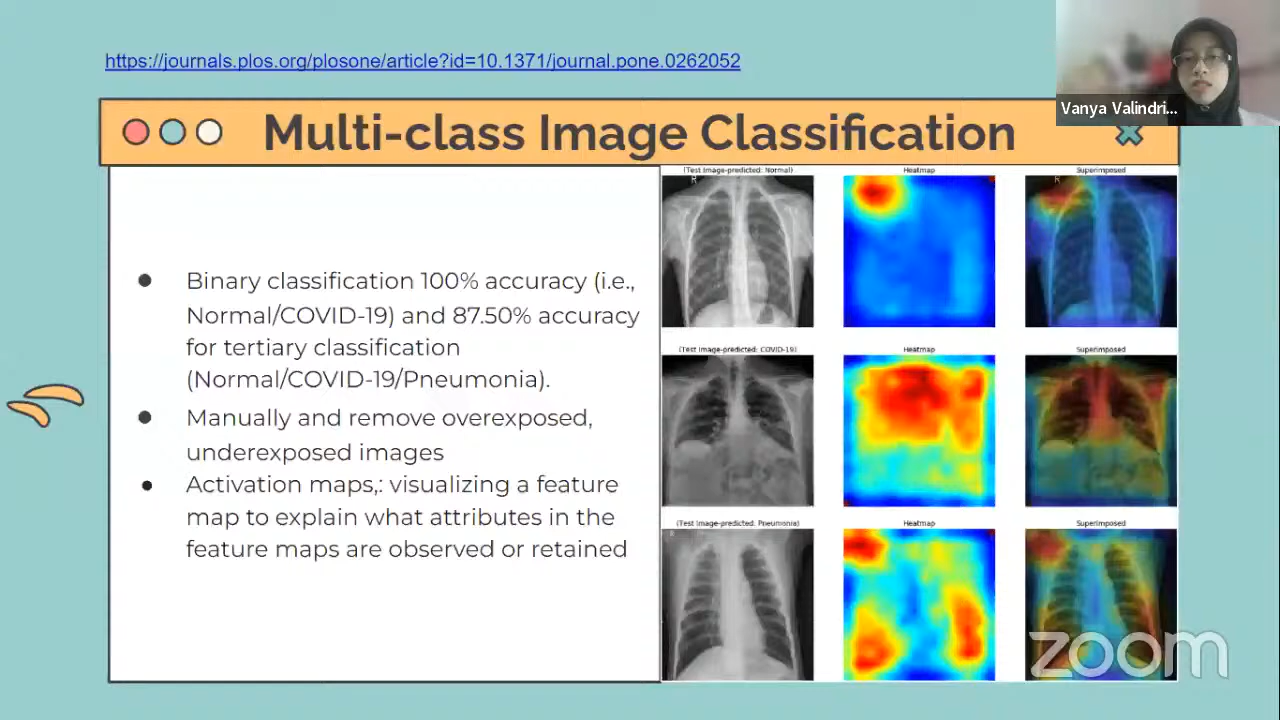 https://journals.plos.org/plosone/article?id=10.1371/journal.pone.0262052
Vanya Valindri...
Multi-class Image Classification
Binary classification 100% accuracy (i.e.,
Normal/COVID-19) and 87.50% accuracy
for tertiary classification
(Normal/COVID-19/Pneumonia).
Manually and remove overexposed,
underexposed images
Activation maps,: visualizing a feature
map to explain what attributes in the
feature maps are observed or retained
(Test Image-predicted: Normal)
Heatmap
Superimposed
R
R
(Test Image-predicted: COVID-19)
Heatmap
Superimposed
(Test Image-predicted: Pneumonia)
Heatmap
Superimposed
zoom